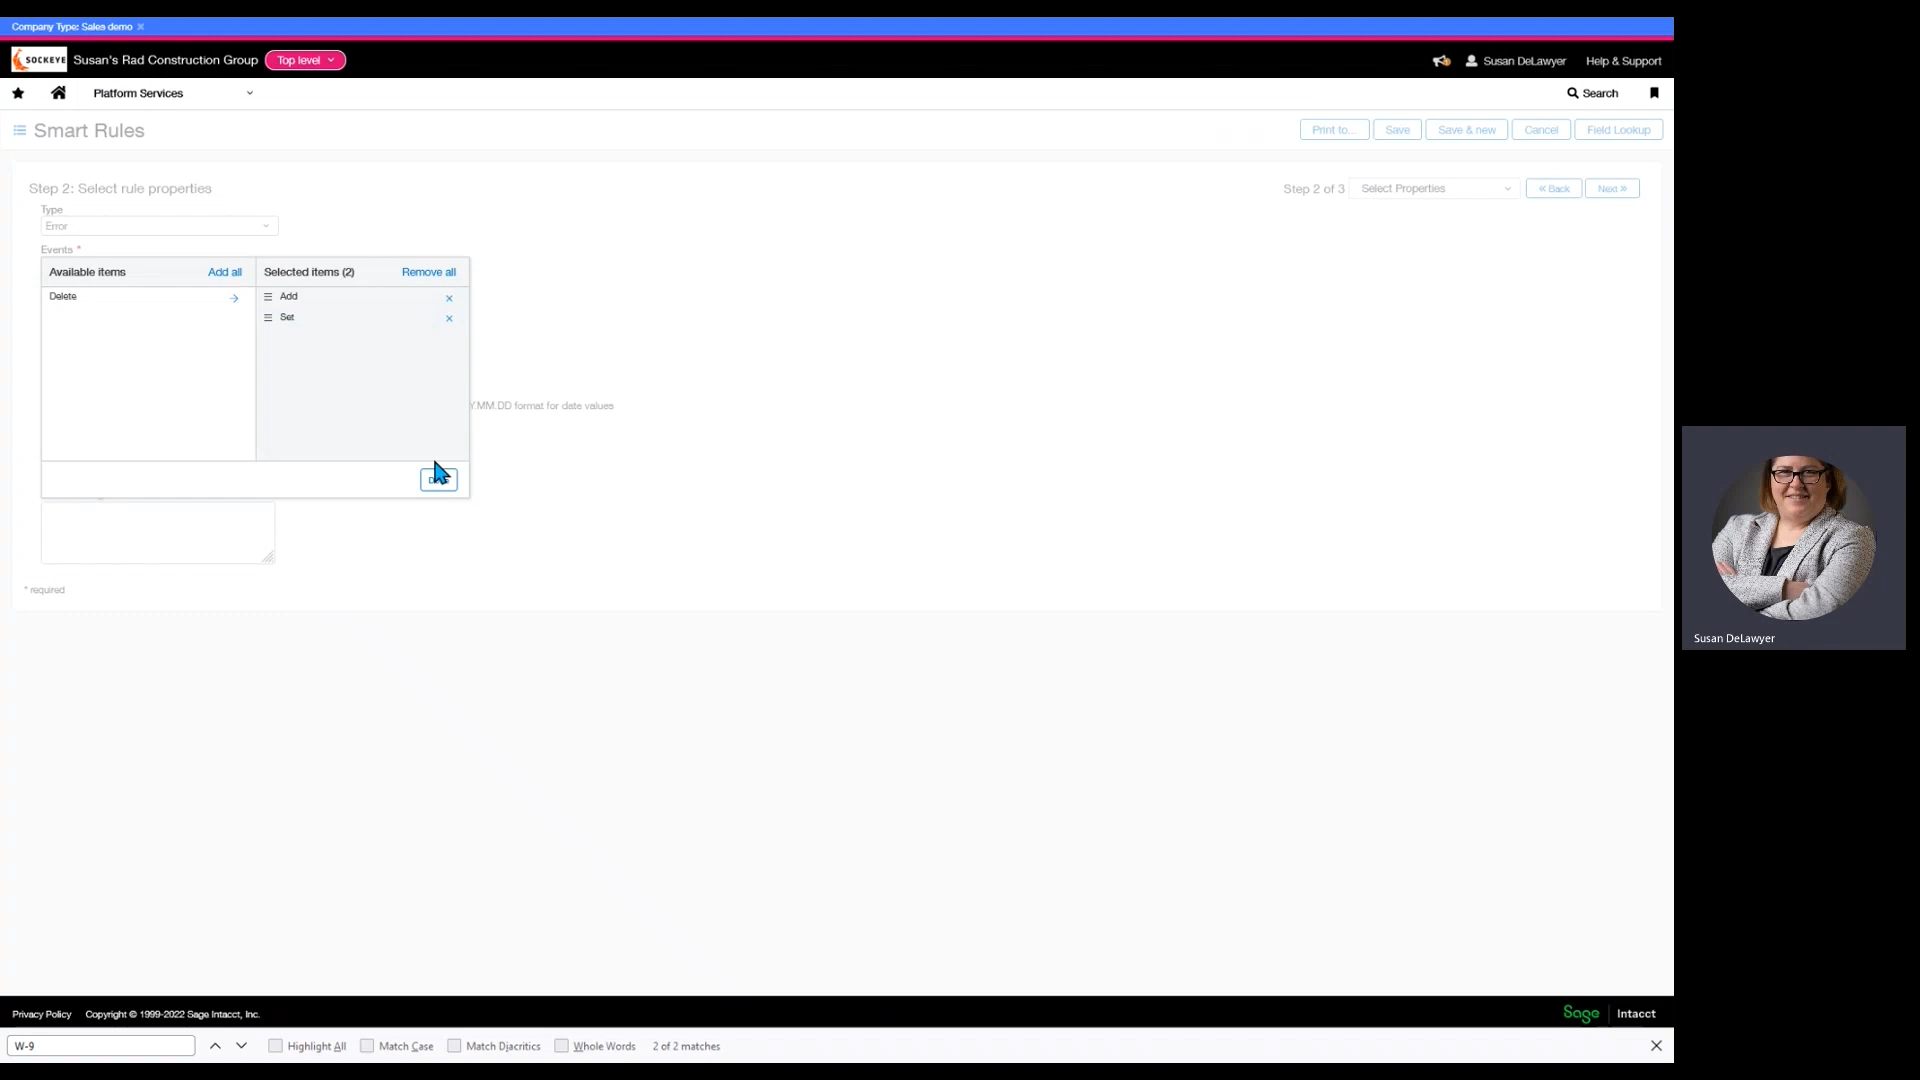 Company Type: Sales demo
SOCKEYE
Susan's Rad Construction Group
Top level
Susan DeLawyer
Help & Support
Platform Services
Search
Smart Rules
Print to...
Save
Save & new
Cancel
Field Lookup
Step 2: Select rule properties
Step 2 of 3
Select Properties
« Back
Next »
Type
Error
Events *
Available items
Add all
Selected items (2)
Remove all
Delete
Add
Set
Y.MM.DD format for date values
* required
Susan DeLawyer
Privacy Policy
Copyright © 1999-2022 Sage Intacct, Inc.
Sage
Intacct
W-9
Highlight All
Match Case
Match Diacritics
Whole Words
2 of 2 matches